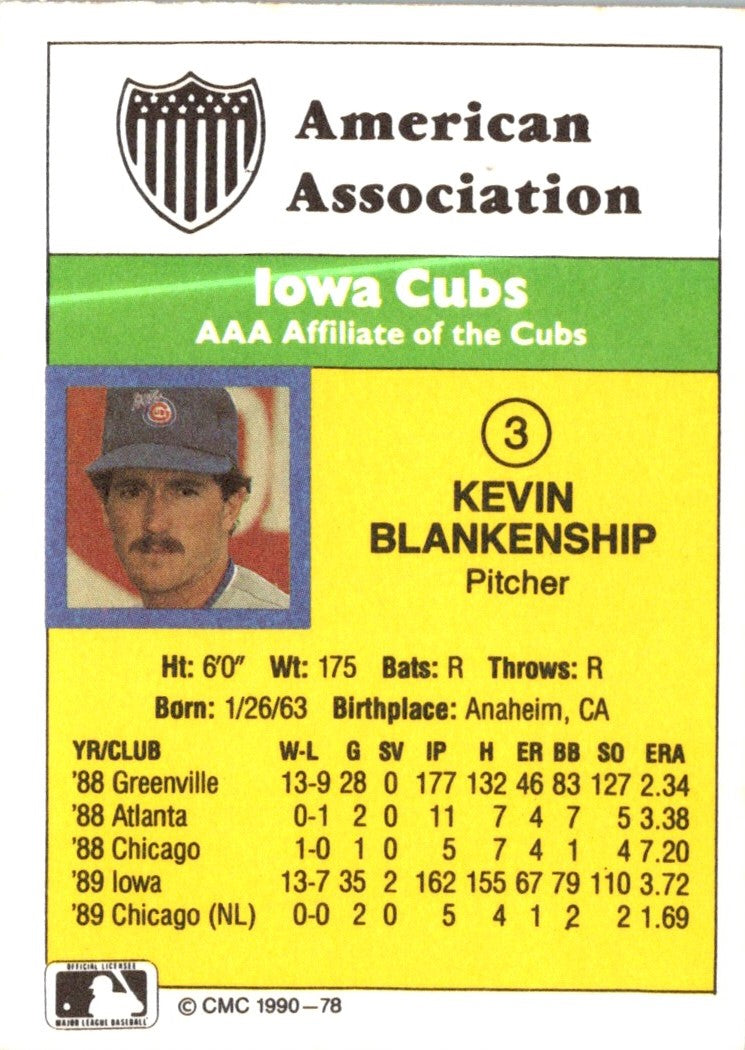 American
Association
Iowa Cubs
AAA Affiliate of the Cubs
3
KEVIN
BLANKENSHIP
Pitcher
Ht: 6'0" Wt: 175 Bats: R Throws: R
Born: 1/26/63 Birthplace: Anaheim, CA
YR/CLUB W-L G SV IP H ER BB SO ERA
'88 Greenville 13-9 28 0 177 132 46 83 127 2.34
'88 Atlanta 0-1 2 0 11 7 4 7 5 3.38
'88 Chicago 1-0 1 0 5 7 4 1 4 7.20
'89 Iowa 13-7 35 2 162 155 67 79 110 3.72
'89 Chicago (NL) 0-0 2 0 5 4 1 2 2 1.69
OFFICIAL LICENSEE
MAJOR LEAGUE BASEBALL
© CMC 1990—78